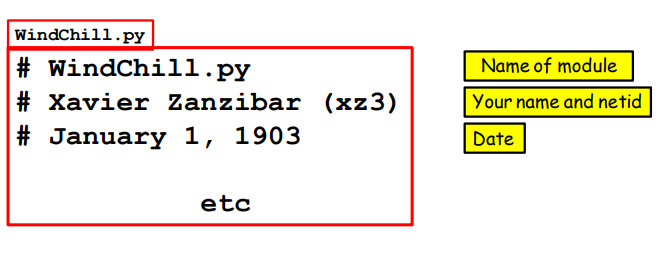 WindChill.py
# WindChill.py
# Xavier Zanzibar (xz3)
# January 1, 1903
etc
Name of module
Your name and netid
Date